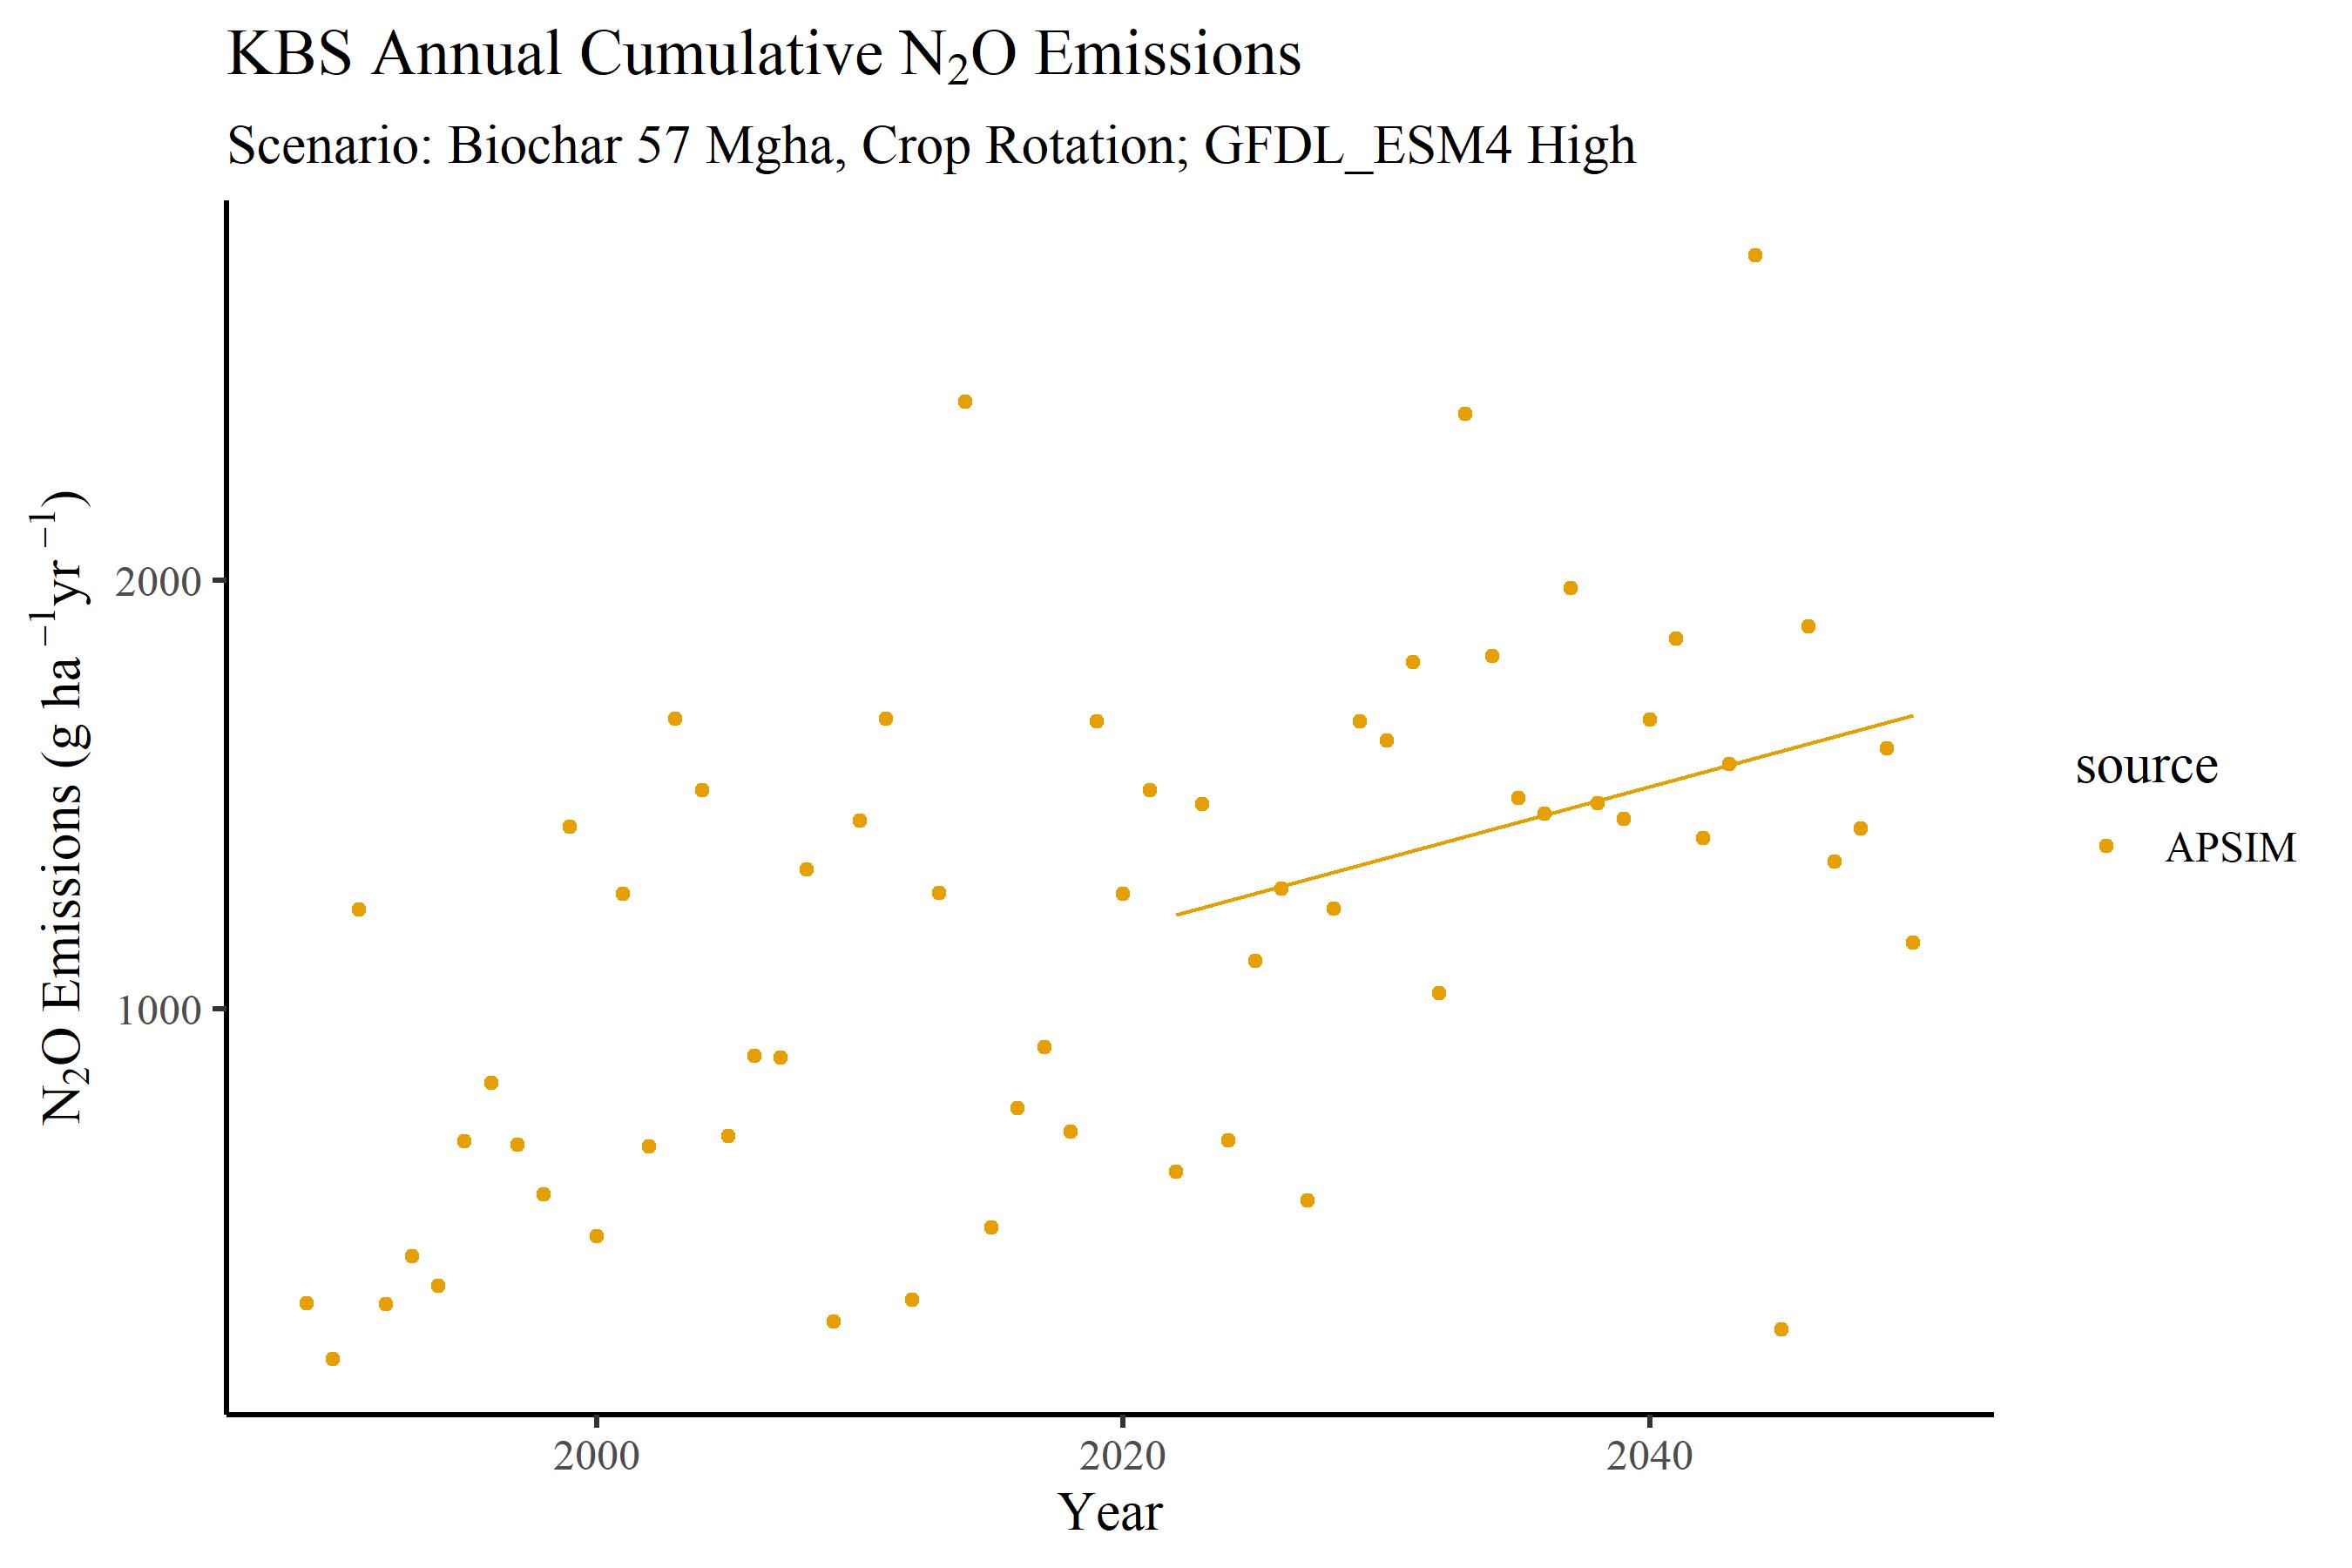 KBS Annual Cumulative N₂O Emissions
Scenario: Biochar 57 Mgha, Crop Rotation; GFDL_ESM4 High
N₂O Emissions (g ha⁻¹yr⁻¹)
2000
1000
2000
2020
2040
Year
source
APSIM